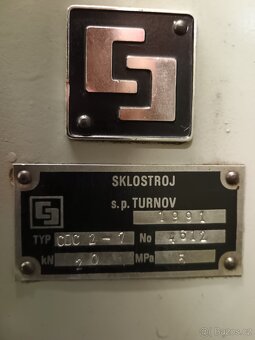 SKLOSTROJ
s.p. TURNOV
1991
TYP CDC 2-1 No 4512
kN 20 MPa 5